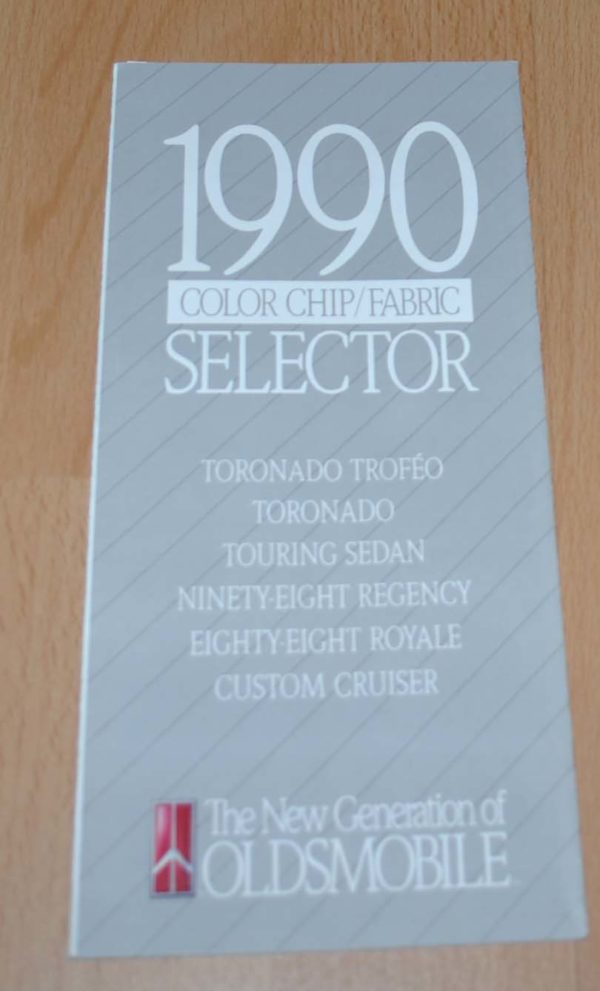 1990
COLOR CHIP/FABRIC
SELECTOR
TORONADO TROFÉO
TORONADO
TOURING SEDAN
NINETY-EIGHT REGENCY
EIGHTY-EIGHT ROYALE
CUSTOM CRUISER
The New Generation of
OLDSMOBILE